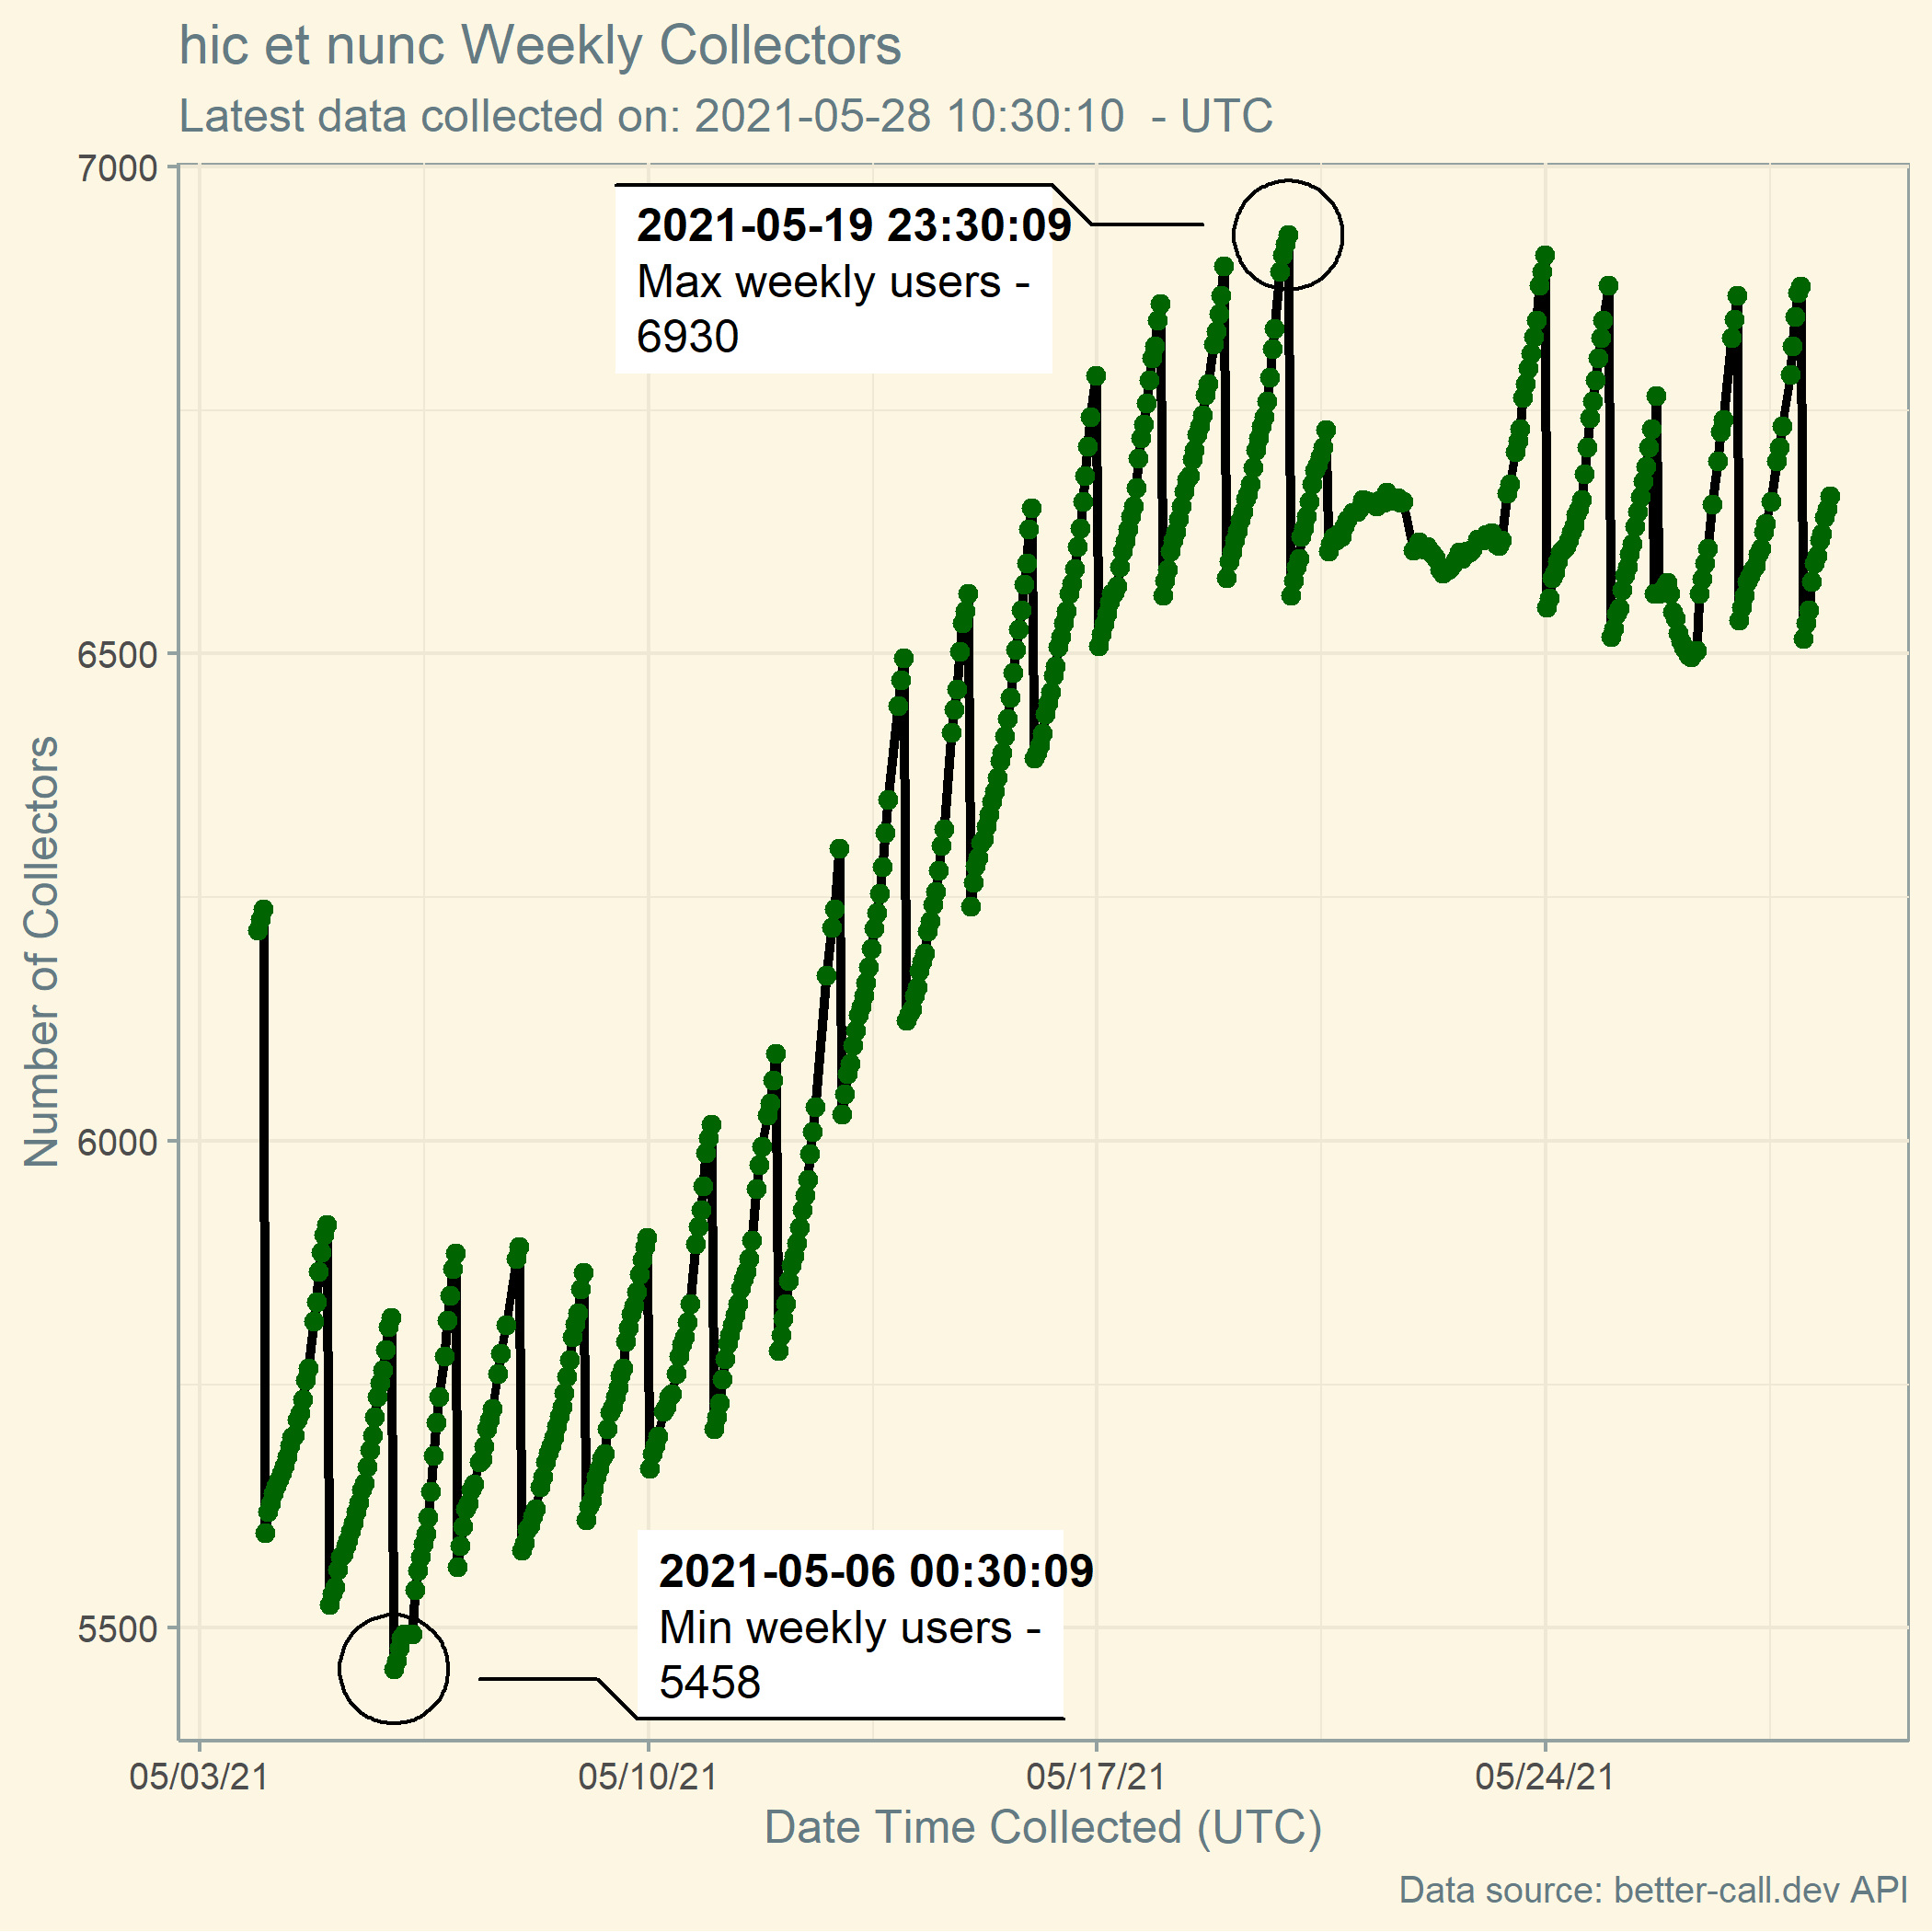 hic et nunc Weekly Collectors
Latest data collected on: 2021-05-28 10:30:10  - UTC
7000
2021-05-19 23:30:09
Max weekly users -
6930
6500
Number of Collectors
6000
2021-05-06 00:30:09
Min weekly users -
5458
5500
05/03/21
05/10/21
05/17/21
05/24/21
Date Time Collected (UTC)
Data source: better-call.dev API